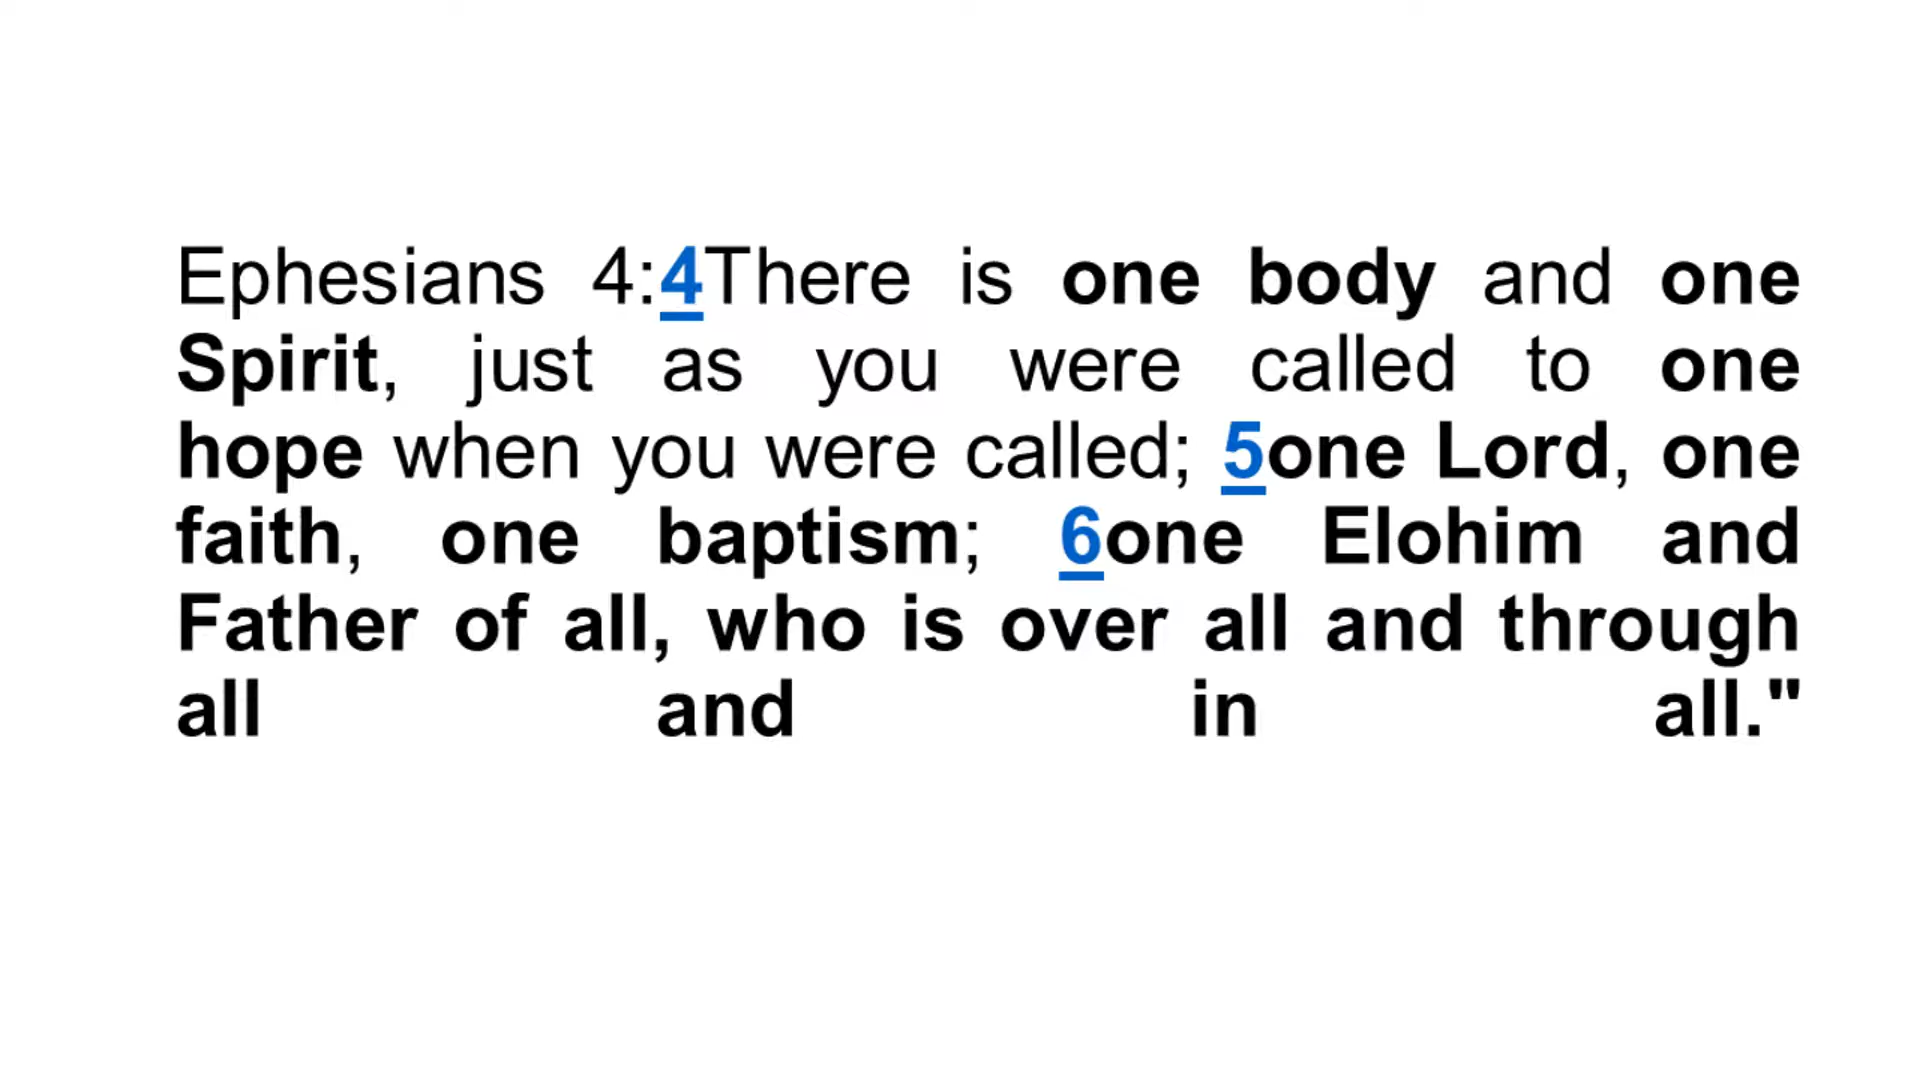 Ephesians 4:4There is one body and one
Spirit, just as you were called to one
hope when you were called; 5one Lord, one
faith, one baptism; 6one Elohim and
Father of all, who is over all and through
all and in all."